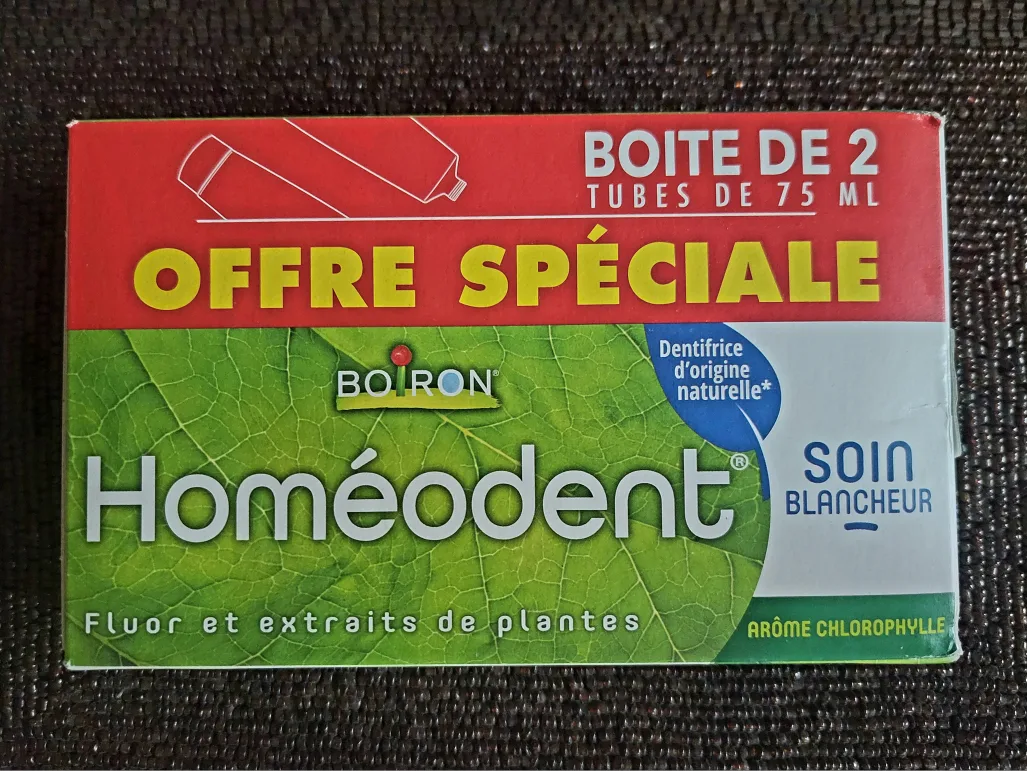 BOITE DE 2
TUBES DE 75 ML
OFFRE SPÉCIALE
BOIRON®
Dentifrice
d'origine
naturelle*
Homéodent®
SOIN
BLANCHEUR
Fluor et extraits de plantes
ARÔME CHLOROPHYLLE